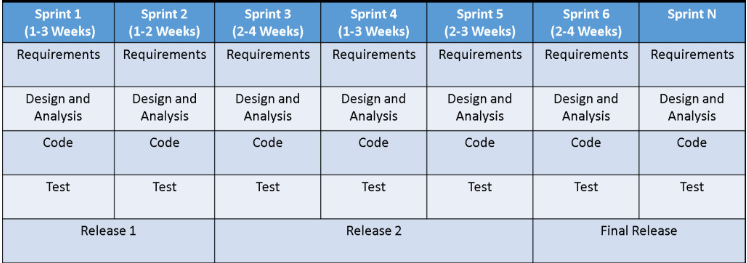 Sprint 1 Sprint 2 Sprint 3 Sprint 4 Sprint 5 Sprint 6 Sprint N
(1-3 Weeks) (1-2 Weeks) (2-4 Weeks) (1-3 Weeks) (2-3 Weeks) (2-4 Weeks)
Requirements Requirements Requirements Requirements Requirements Requirements Requirements
Design and Design and Design and Design and Design and Design and Design and
Analysis Analysis Analysis Analysis Analysis Analysis Analysis
Code Code Code Code Code Code Code
Test Test Test Test Test Test Test
Release 1 Release 2 Final Release